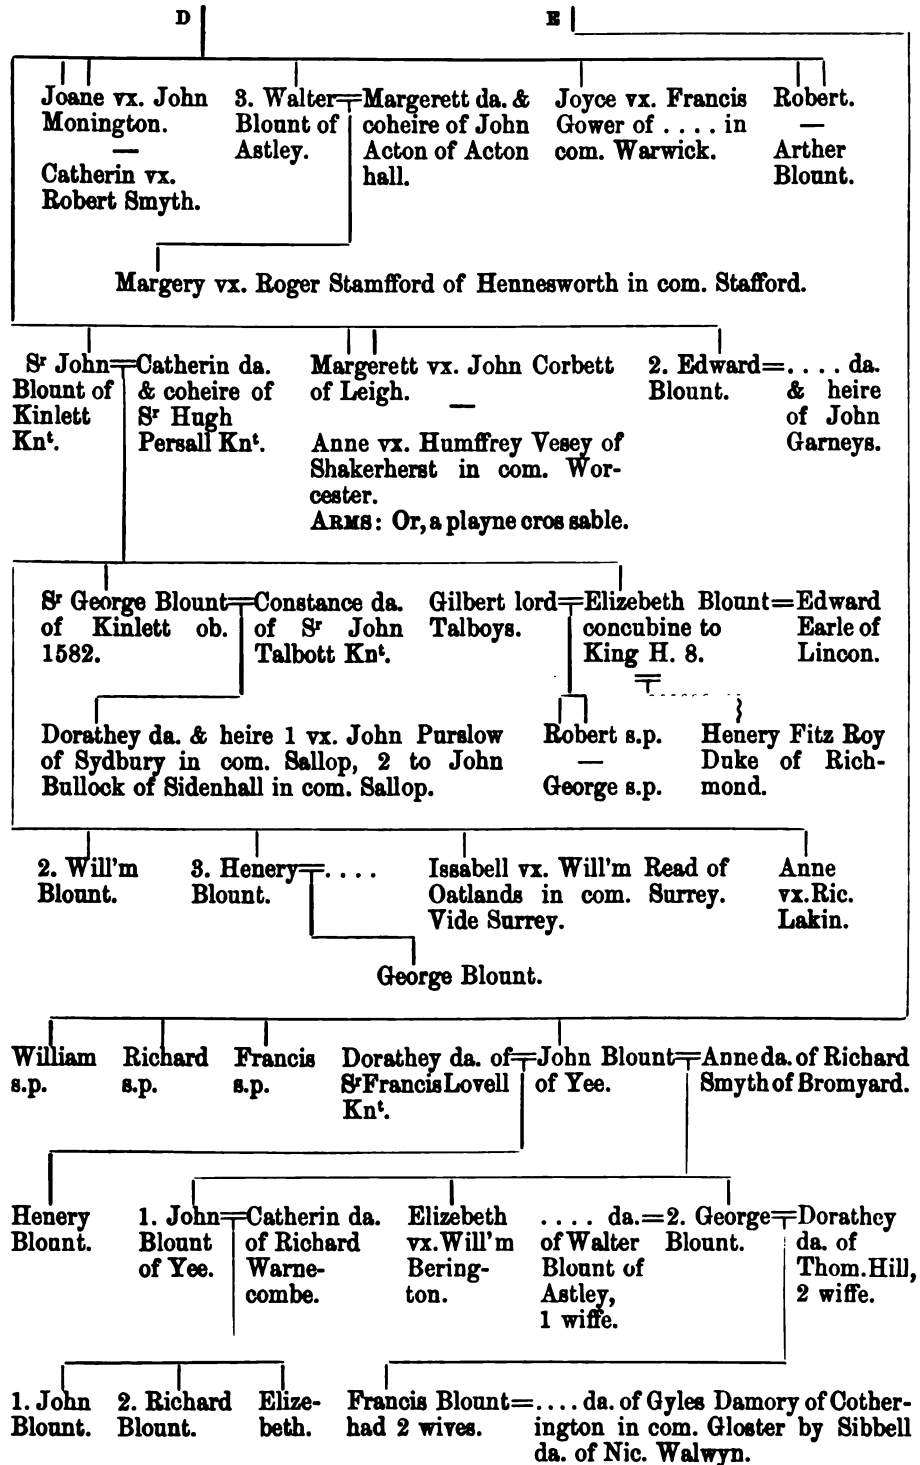 D
E
Joane vx. John
Monington.
—
Catherin vx.
Robert Smyth.
3. Walter
Blount of
Astley.
Margerett da. &
coheire of John
Acton of Acton
hall.
Joyce vx. Francis
Gower of . . . . in
com. Warwick.
Robert.
—
Arther
Blount.
Margery vx. Roger Stamfford of Hennesworth in com. Stafford.
Sr John
Blount of
Kinlett
Knt.
Catherin da.
& coheire of
Sr Hugh
Persall Knt.
Margerett vx. John Corbett
of Leigh.
—
Anne vx. Humffrey Vesey of
Shakerherst in com. Wor-
cester.
ARMS: Or, a playne cros sable.
2. Edward=
Blount.
. . . . da.
& heire
of John
Garneys.
Sr George Blount
of Kinlett ob.
1582.
Constance da.
of Sr John
Talbott Knt.
Gilbert lord
Talboys.
Elizebeth Blount=
concubine to
King H. 8.
Edward
Earle of
Lincon.
Dorathey da. & heire 1 vx. John Purslow
of Sydbury in com. Sallop, 2 to John
Bullock of Sidenhall in com. Sallop.
Robert s.p.
—
George s.p.
Henery Fitz Roy
Duke of Rich-
mond.
2. Will'm
Blount.
3. Henery
Blount.
. . . .
Issabell vx. Will'm Read of
Oatlands in com. Surrey.
Vide Surrey.
Anne
vx. Ric.
Lakin.
George Blount.
William
s.p.
Richard
s.p.
Francis
s.p.
Dorathey da. of
Sr Francis Lovell
Knt.
John Blount
of Yee.
Anne da. of Richard
Smyth of Bromyard.
Henery
Blount.
1. John
Blount
of Yee.
Catherin da.
of Richard
Warne-
combe.
Elizebeth
vx. Will'm
Bering-
ton.
. . . . da.=
of Walter
Blount of
Astley,
1 wiffe.
2. George
Blount.
Dorathey
da. of
Thom. Hill,
2 wiffe.
1. John
Blount.
2. Richard
Blount.
Elize-
beth.
Francis Blount=
had 2 wives.
. . . . da. of Gyles Damory of Cother-
ington in com. Gloster by Sibbell
da. of Nic. Walwyn.